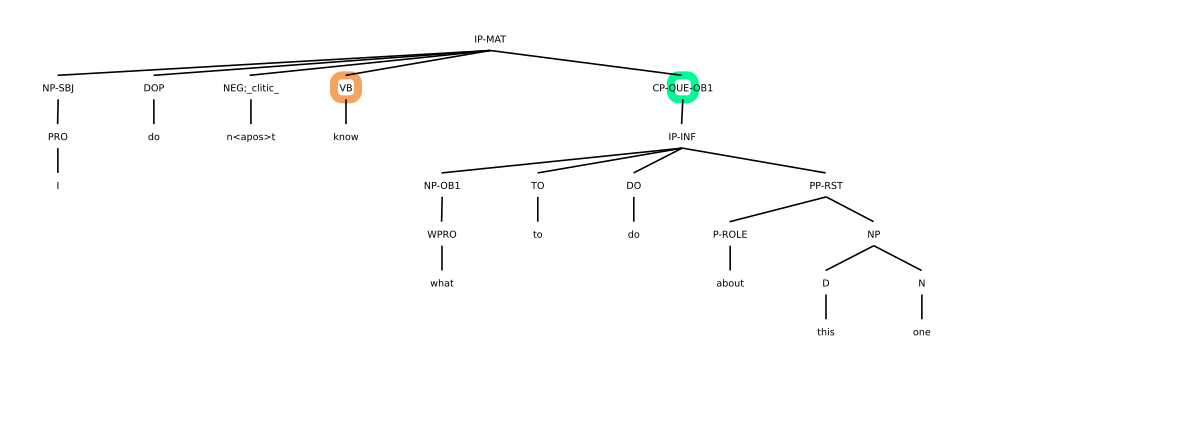 IP-MAT
NP-SBJ DOP NEG;_clitic_ VB CP-QUE-OB1
PRO do n<apos>t know IP-INF
I NP-OB1 TO DO PP-RST
WPRO to do P-ROLE NP
what about D N
this one